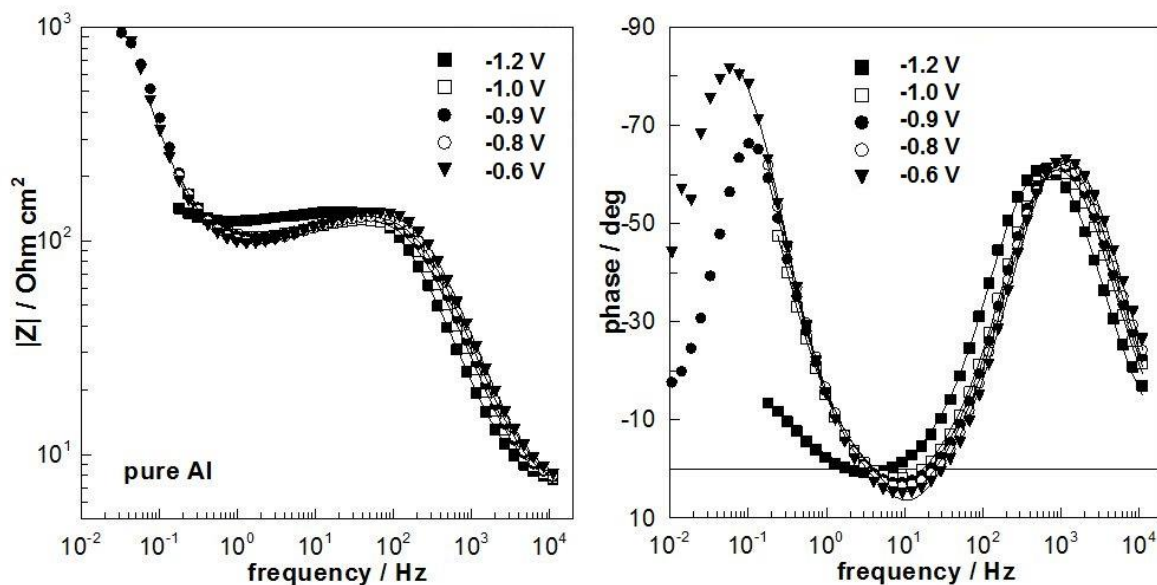 |Z| / Ohm cm²
10³
10²
10¹
-1.2 V
-1.0 V
-0.9 V
-0.8 V
-0.6 V
pure Al
10⁻² 10⁻¹ 10⁰ 10¹ 10² 10³ 10⁴
frequency / Hz
phase / deg
-90
-70
-50
-30
-10
10
-1.2 V
-1.0 V
-0.9 V
-0.8 V
-0.6 V
10⁻² 10⁻¹ 10⁰ 10¹ 10² 10³ 10⁴
frequency / Hz